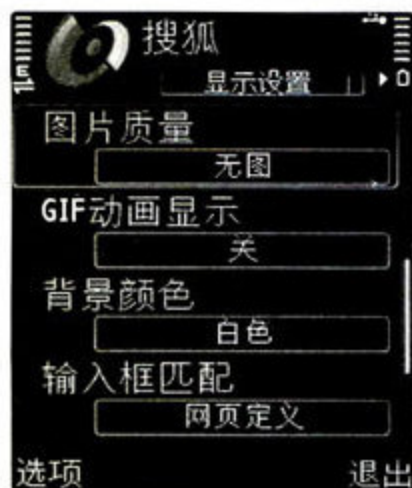 搜狐
E
显示设置
0
图片质量
无图
GIF动画显示
关
背景颜色
白色
输入框匹配
网页定义
选项 退出